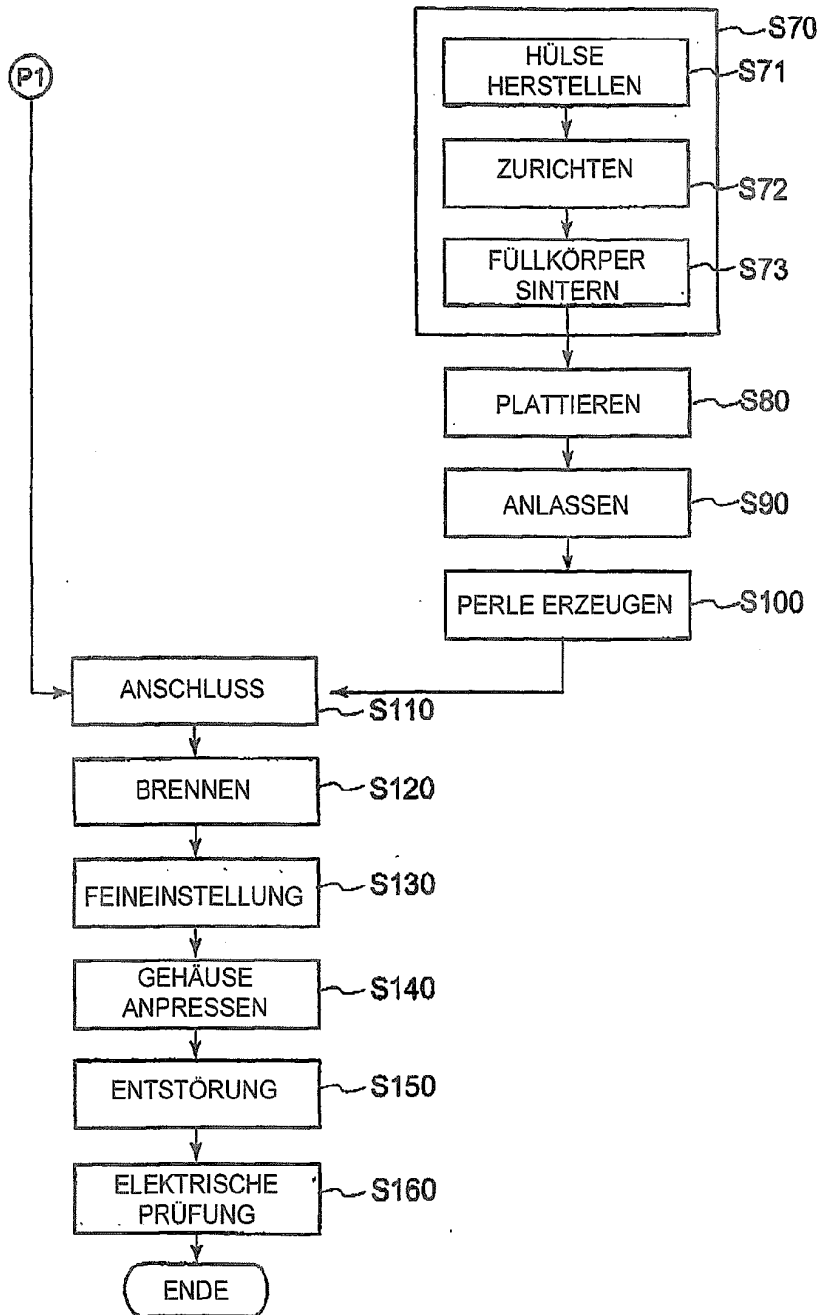 P1
S70
HÜLSE
HERSTELLEN
S71
ZURICHTEN
S72
FÜLLKÖRPER
SINTERN
S73
PLATTIEREN
S80
ANLASSEN
S90
PERLE ERZEUGEN
S100
ANSCHLUSS
S110
BRENNEN
S120
FEINEINSTELLUNG
S130
GEHÄUSE
ANPRESSEN
S140
ENTSTÖRUNG
S150
ELEKTRISCHE
PRÜFUNG
S160
ENDE